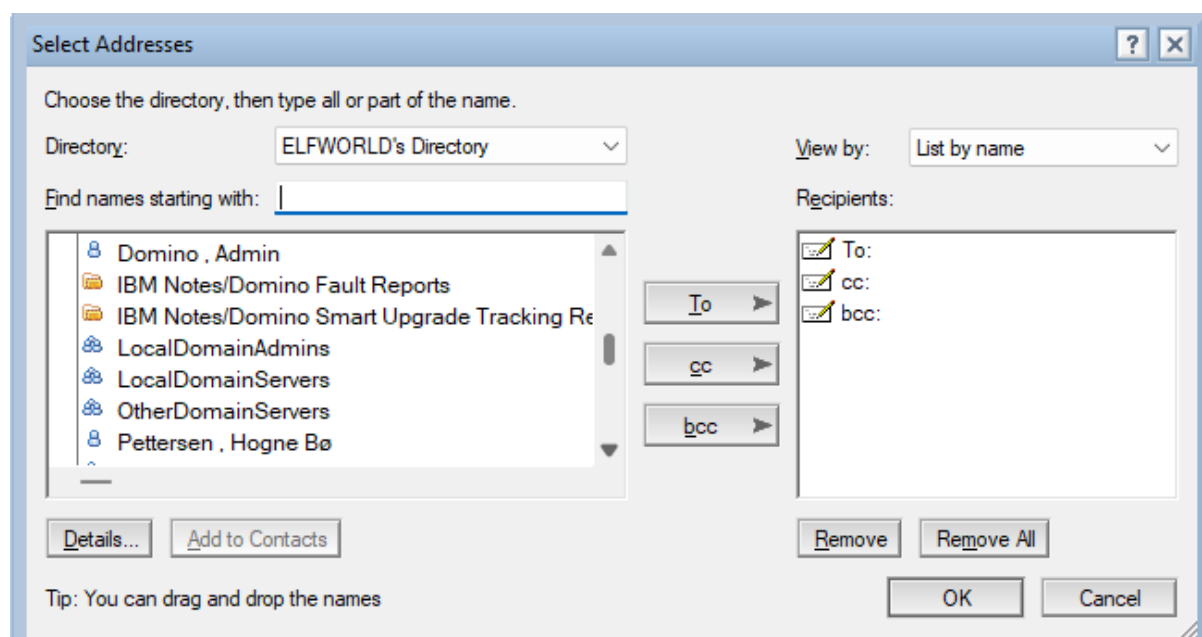 Select Addresses
Choose the directory, then type all or part of the name.
Directory: ELFWORLD's Directory View by: List by name
Find names starting with: Recipients:
Domino , Admin
IBM Notes/Domino Fault Reports
IBM Notes/Domino Smart Upgrade Tracking Re
LocalDomainAdmins
LocalDomainServers
OtherDomainServers
Pettersen , Hogne Bø
To
cc
bcc
To:
cc:
bcc:
Details... Add to Contacts Remove Remove All
Tip: You can drag and drop the names OK Cancel